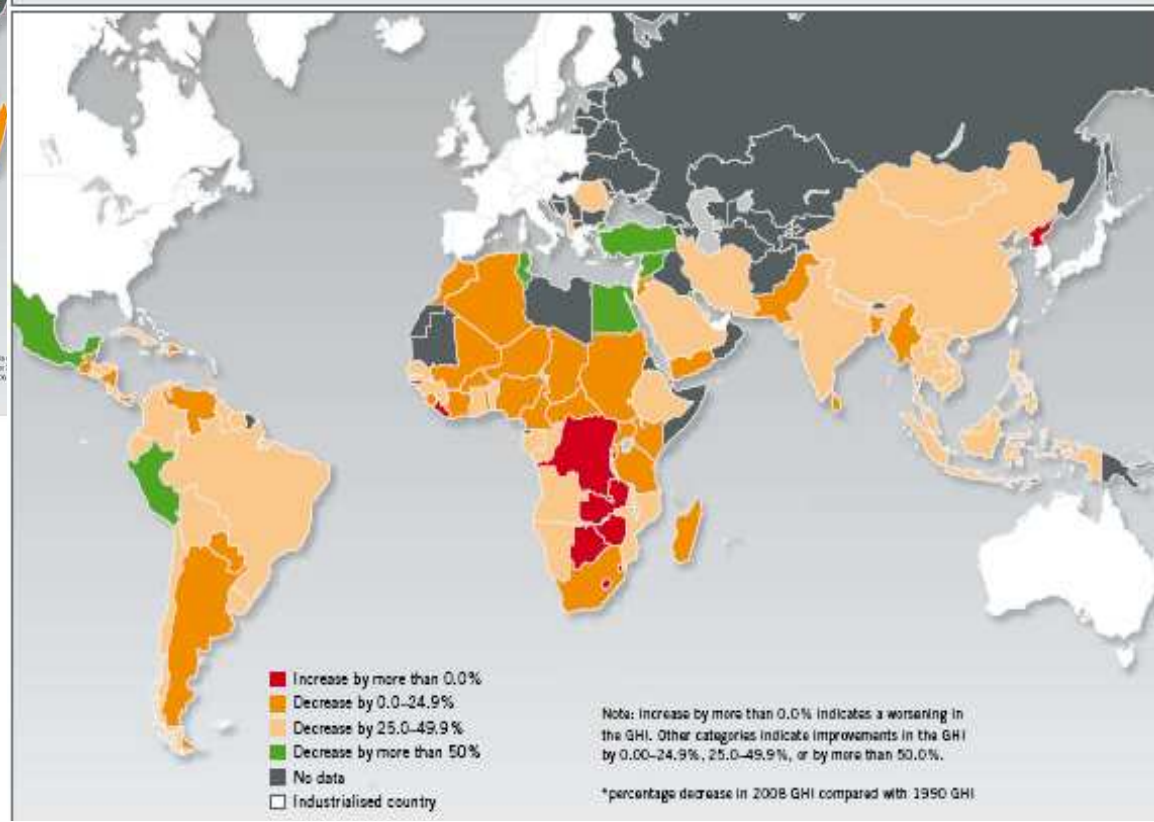 Increase by more than 0.0%
Decrease by 0.0–24.9%
Decrease by 25.0–49.9%
Decrease by more than 50%
No data
Industrialised country
Note: Increase by more than 0.0% indicates a worsening in
the GHI. Other categories indicate improvements in the GHI
by 0.00–24.9%, 25.0–49.9%, or by more than 50.0%.
*percentage decrease in 2008 GHI compared with 1990 GHI